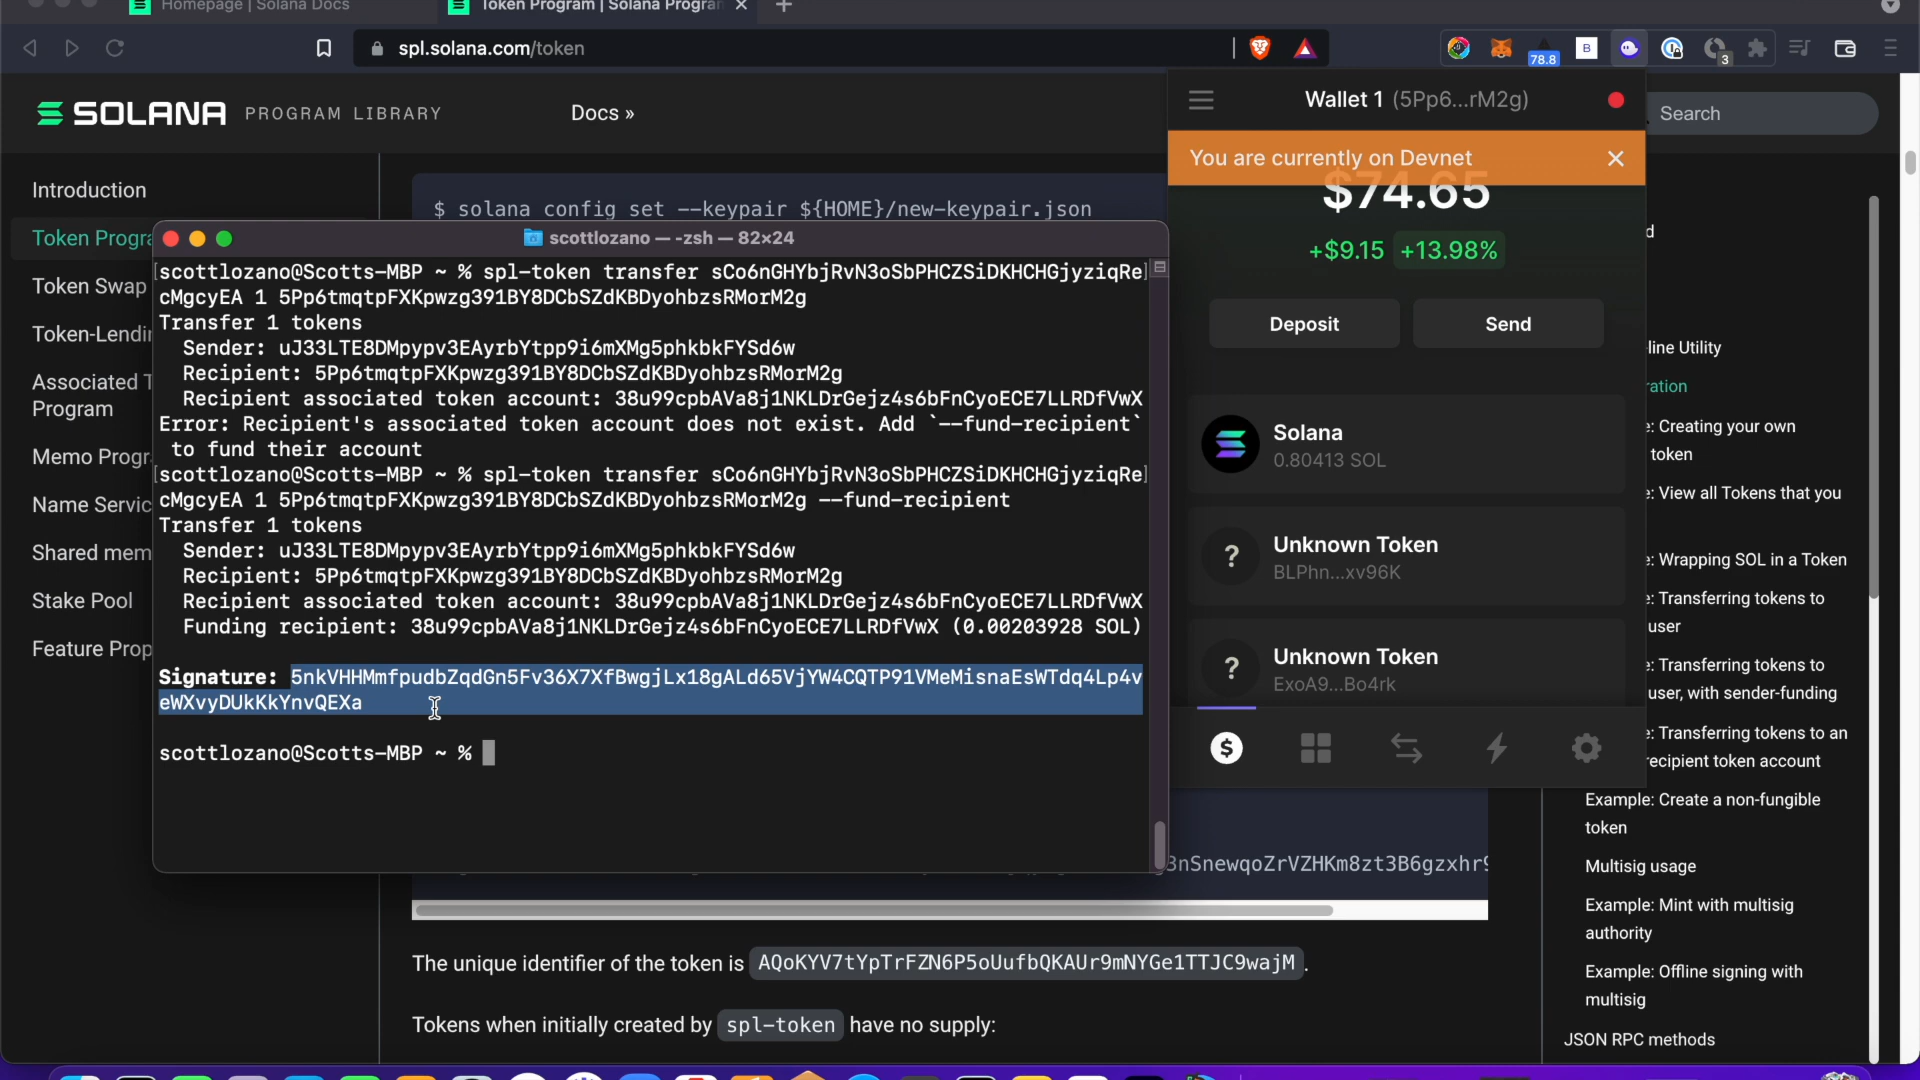 Homepage | Solana Docs
Token Program | Solana Progran
spl.solana.com/token
78.8
B
3
SOLANA PROGRAM LIBRARY
Docs »
Search
Wallet 1 (5Pp6...rM2g)
You are currently on Devnet
$74.65
+$9.15 +13.98%
Deposit
Send
Solana
0.80413 SOL
Unknown Token
BLPhn...xv96K
Unknown Token
ExoA9...Bo4rk
Introduction
Token Progra
Token Swap
Token-Lendin
Associated T
Program
Memo Progr
Name Servic
Shared mem
Stake Pool
Feature Prop
$ solana config set --keypair ${HOME}/new-keypair.json
scottlozano — -zsh — 82×24
[scottlozano@Scotts-MBP ~ % spl-token transfer sCo6nGHYbjRvN3oSbPHCZSiDKHCHGjyziqRe]
cMgcyEA 1 5Pp6tmqtpFXKpwzg391BY8DCbSZdKBDyohbzsRMorM2g
Transfer 1 tokens
Sender: uJ33LTE8DMpypv3EAyrbYtpp9i6mXMg5phkbkFYSd6w
Recipient: 5Pp6tmqtpFXKpwzg391BY8DCbSZdKBDyohbzsRMorM2g
Recipient associated token account: 38u99cpbAVa8j1NKLDrGejz4s6bFnCyoECE7LLRDfVwX
Error: Recipient's associated token account does not exist. Add `--fund-recipient`
to fund their account
[scottlozano@Scotts-MBP ~ % spl-token transfer sCo6nGHYbjRvN3oSbPHCZSiDKHCHGjyziqRe]
cMgcyEA 1 5Pp6tmqtpFXKpwzg391BY8DCbSZdKBDyohbzsRMorM2g --fund-recipient
Transfer 1 tokens
Sender: uJ33LTE8DMpypv3EAyrbYtpp9i6mXMg5phkbkFYSd6w
Recipient: 5Pp6tmqtpFXKpwzg391BY8DCbSZdKBDyohbzsRMorM2g
Recipient associated token account: 38u99cpbAVa8j1NKLDrGejz4s6bFnCyoECE7LLRDfVwX
Funding recipient: 38u99cpbAVa8j1NKLDrGejz4s6bFnCyoECE7LLRDfVwX (0.00203928 SOL)
Signature: 5nkVHHMmfpudbZqdGn5Fv36X7XfBwgjLx18gALd65VjYW4CQTP91VMeMisnaEsWTdq4Lp4v
eWXvyDUkKkYnvQEXa
scottlozano@Scotts-MBP ~ %
3nSnewqoZrVZHKm8zt3B6gzxhr9
The unique identifier of the token is AQoKYV7tYpTrFZN6P5oUufbQKAUr9mNYGe1TTJC9wajM.
Tokens when initially created by spl-token have no supply:
d
line Utility
ration
e: Creating your own
token
e: View all Tokens that you
e: Wrapping SOL in a Token
e: Transferring tokens to
user
e: Transferring tokens to
user, with sender-funding
e: Transferring tokens to an
recipient token account
Example: Create a non-fungible
token
Multisig usage
Example: Mint with multisig
authority
Example: Offline signing with
multisig
JSON RPC methods